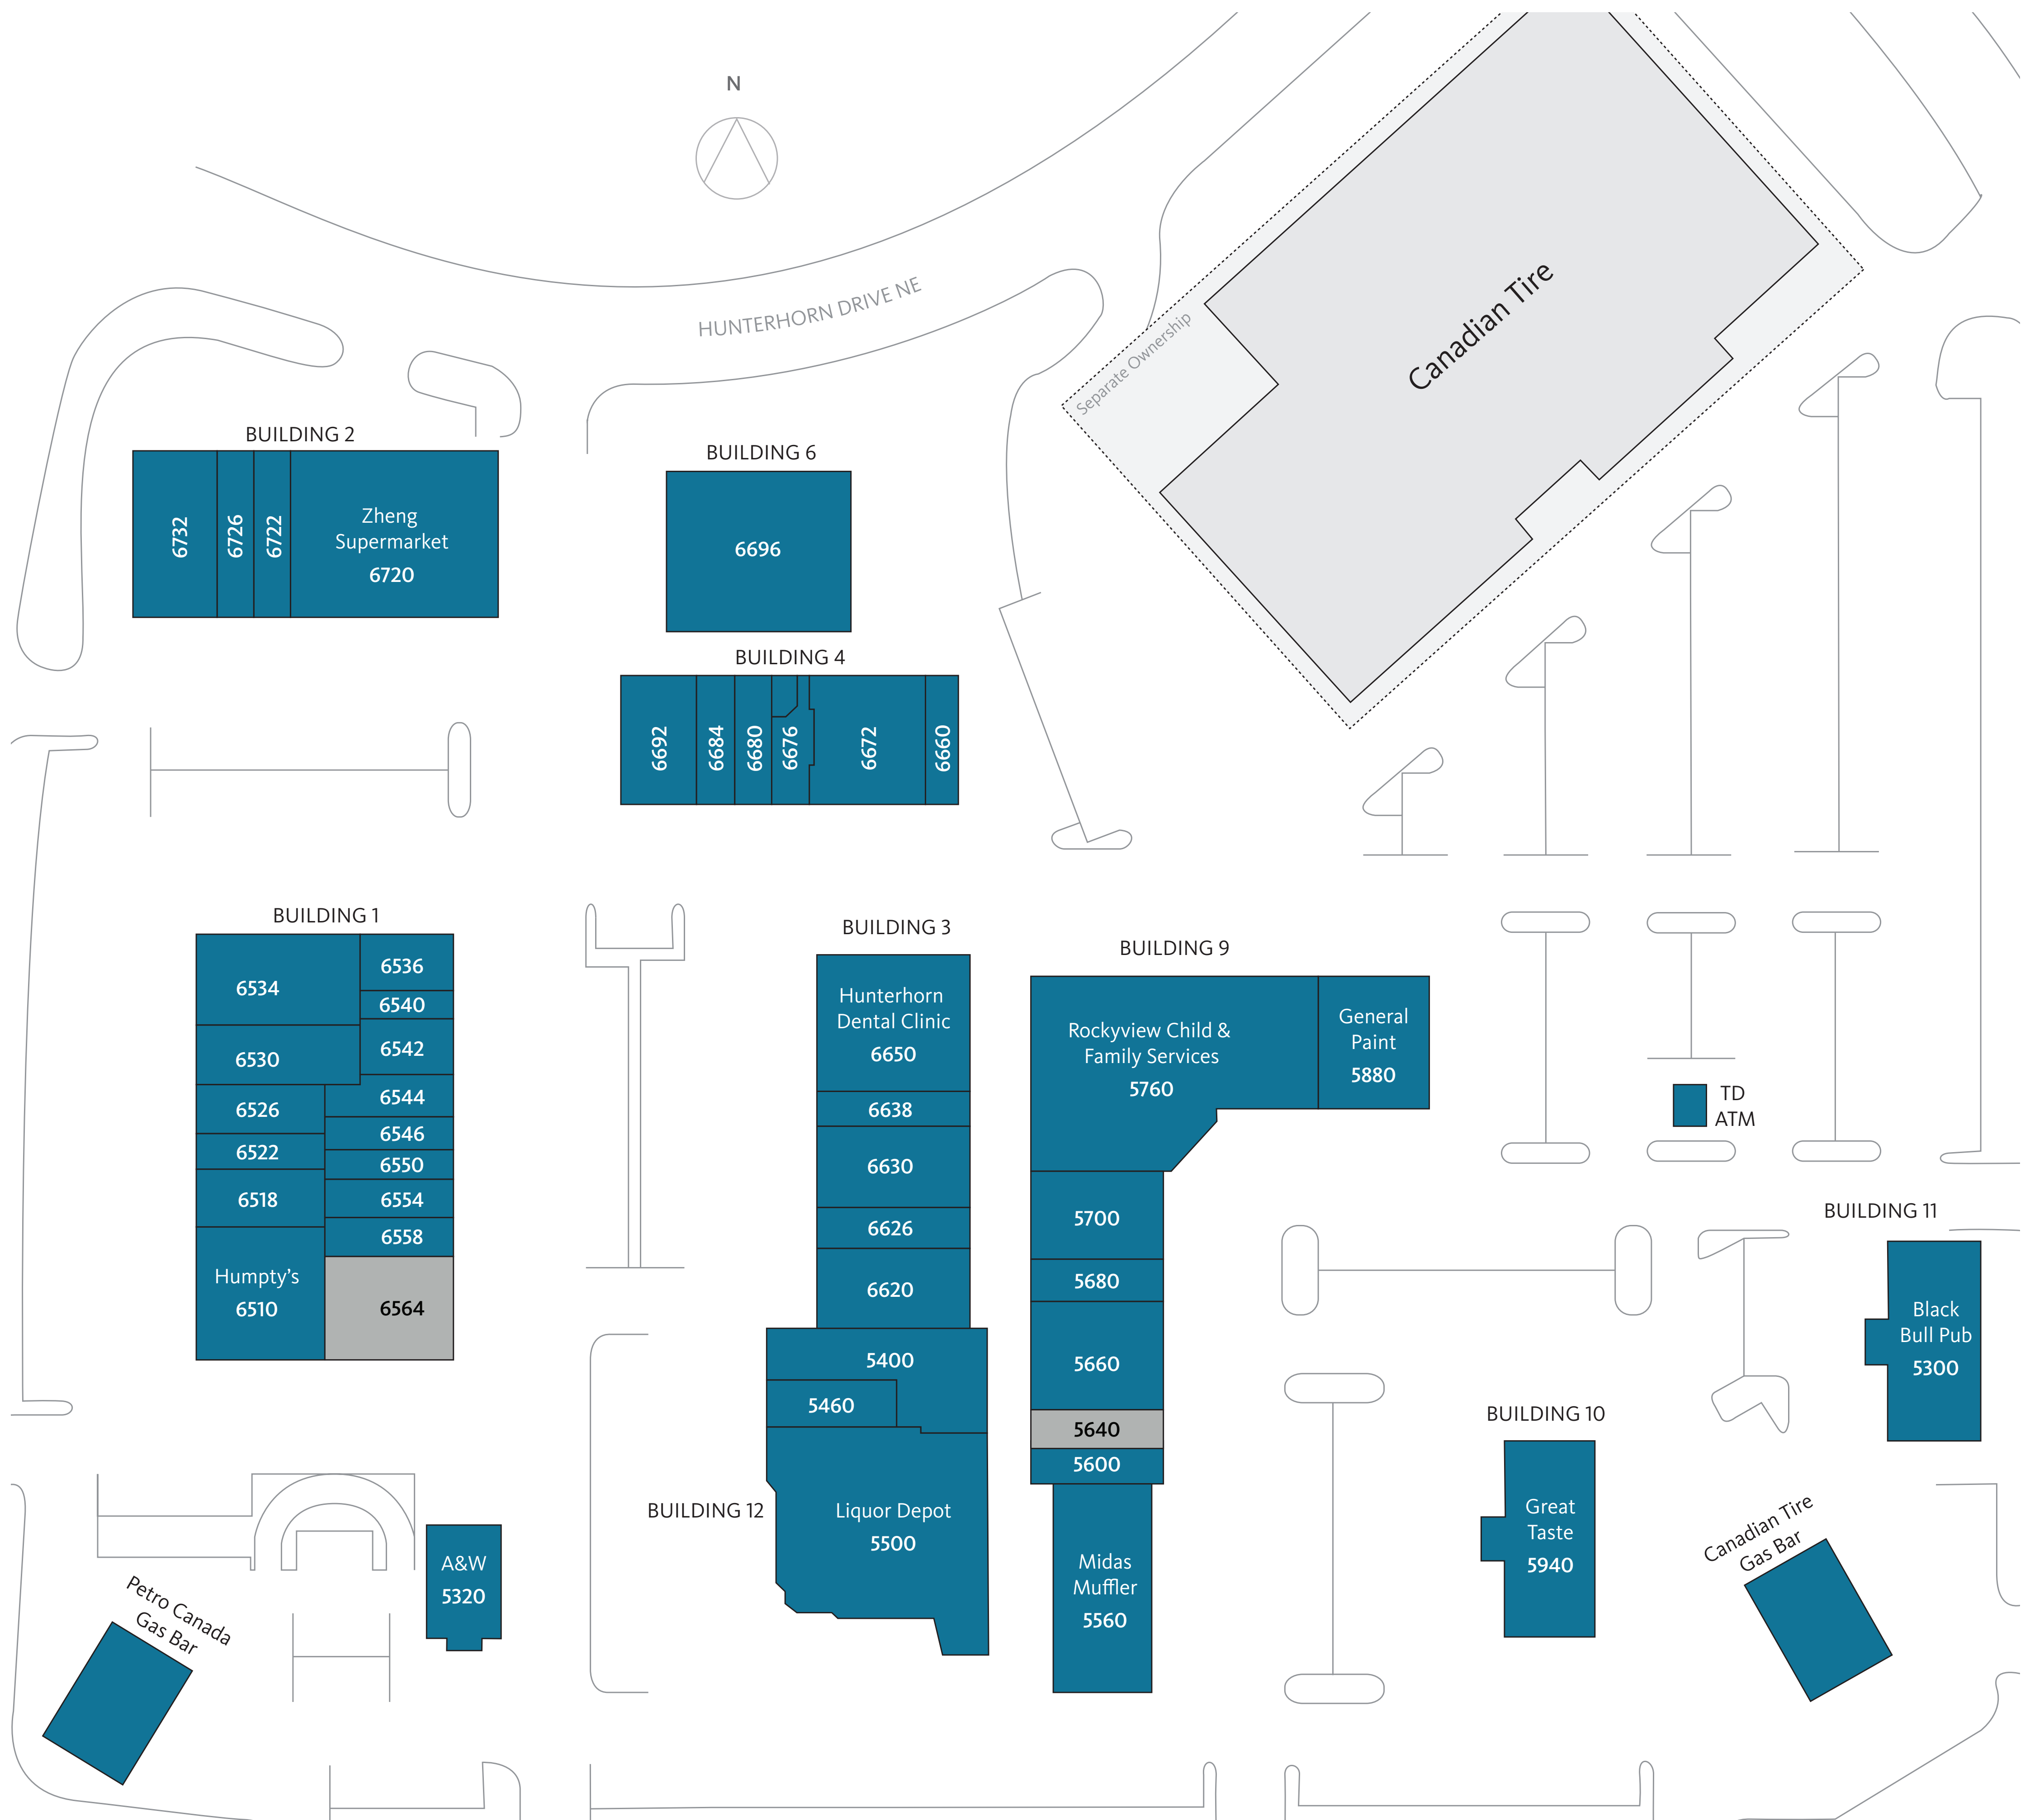 N
HUNTERHORN DRIVE NE
Separate Ownership
Canadian Tire
BUILDING 2
6732
6726
6722
Zheng
Supermarket
6720
BUILDING 6
6696
BUILDING 4
6692
6684
6680
6676
6672
6660
BUILDING 1
6534
6536
6540
6530
6542
6544
6526
6546
6522
6550
6518
6554
6558
Humpty's
6510
6564
BUILDING 3
Hunterhorn
Dental Clinic
6650
6638
6630
6626
6620
5400
5460
BUILDING 12
Liquor Depot
5500
BUILDING 9
Rockyview Child &
Family Services
5760
General
Paint
5880
5700
5680
5660
5640
5600
Midas
Muffler
5560
TD
ATM
BUILDING 11
Black
Bull Pub
5300
BUILDING 10
Great
Taste
5940
Canadian Tire
Gas Bar
A&W
5320
Petro Canada
Gas Bar